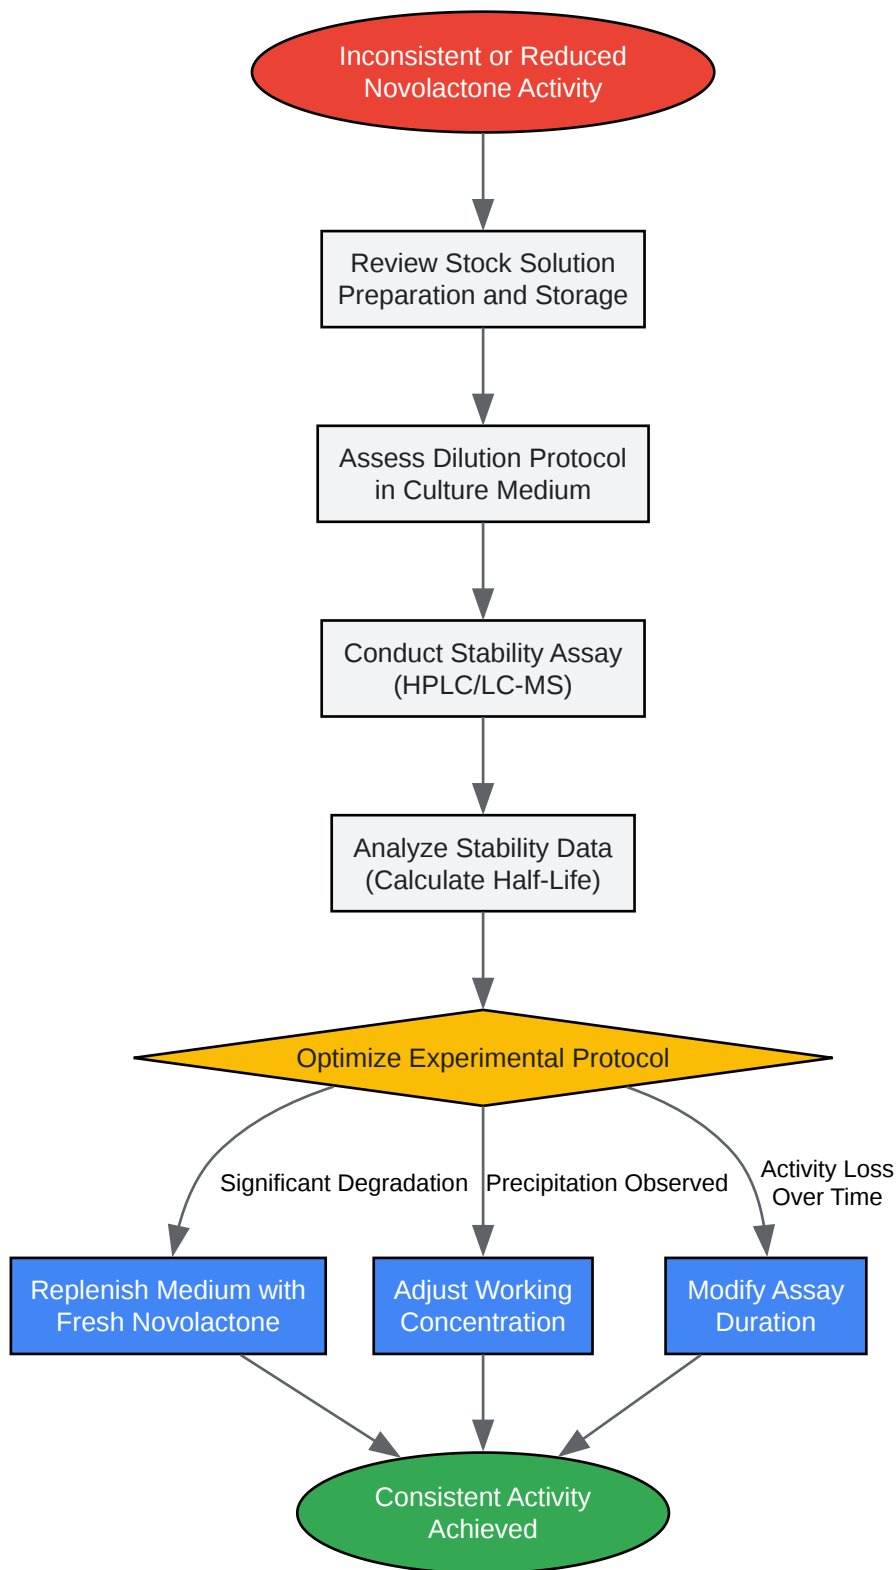 Inconsistent or Reduced
Novolactone Activity
Review Stock Solution
Preparation and Storage
Assess Dilution Protocol
in Culture Medium
Conduct Stability Assay
(HPLC/LC-MS)
Analyze Stability Data
(Calculate Half-Life)
Optimize Experimental Protocol
Significant Degradation
Precipitation Observed
Activity Loss
Over Time
Replenish Medium with
Fresh Novolactone
Adjust Working
Concentration
Modify Assay
Duration
Consistent Activity
Achieved